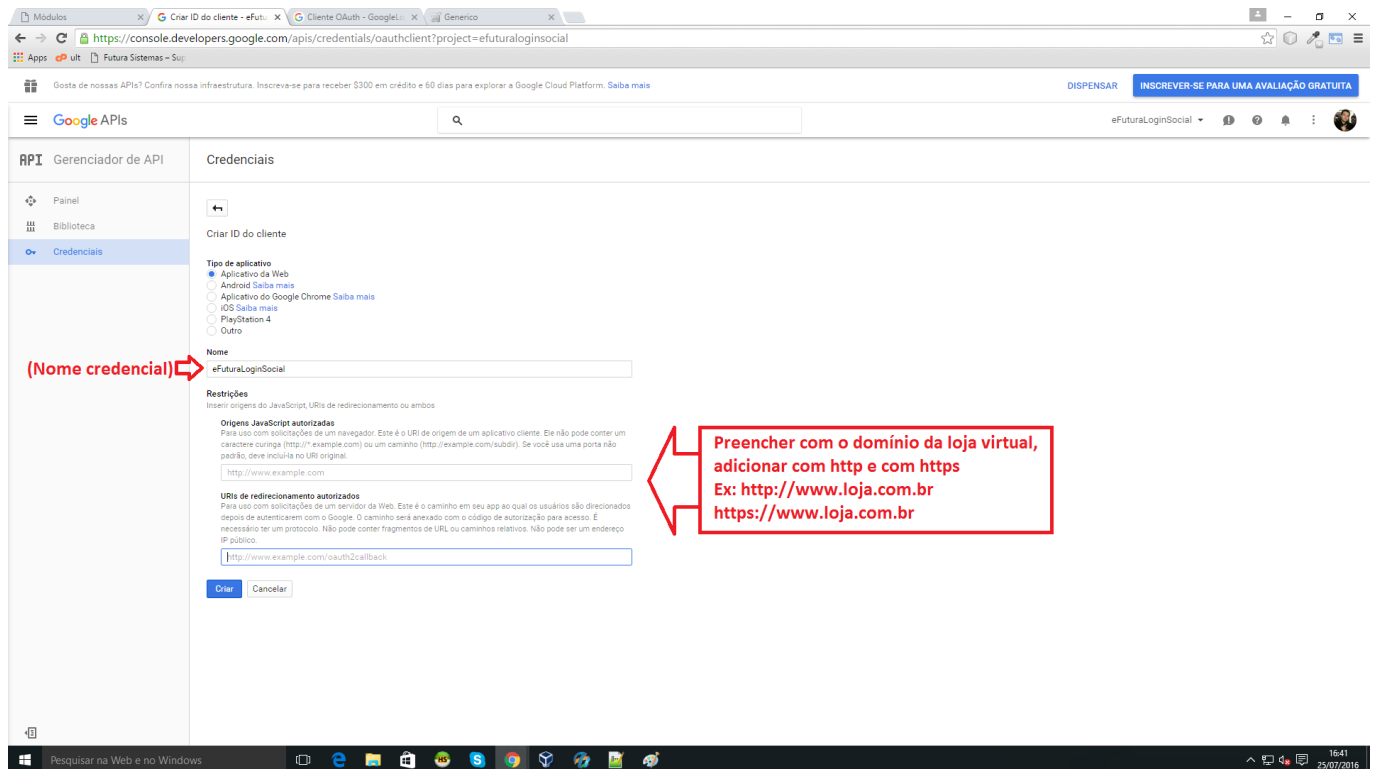 Módulos
Criar ID do cliente - eFutu
Cliente OAuth - GoogleLo
Generico
https://console.developers.google.com/apis/credentials/oauthclient?project=efuturaloginsocial
Apps
ult
Futura Sistemas – Sup
Gosta de nossas APIs? Confira nossa infraestrutura. Inscreva-se para receber $300 em crédito e 60 dias para explorar a Google Cloud Platform. Saiba mais
DISPENSAR
INSCREVER-SE PARA UMA AVALIAÇÃO GRATUITA
Google APIs
eFuturaLoginSocial
API Gerenciador de API
Credenciais
Painel
Biblioteca
Credenciais
Criar ID do cliente
Tipo de aplicativo
Aplicativo da Web
Android Saiba mais
Aplicativo do Google Chrome Saiba mais
iOS Saiba mais
PlayStation 4
Outro
Nome
(Nome credencial)
eFuturaLoginSocial
Restrições
Inserir origens do JavaScript, URIs de redirecionamento ou ambos
Origens JavaScript autorizadas
Para uso com solicitações de um navegador. Este é o URI de origem de um aplicativo cliente. Ele não pode conter um
caractere curinga (http://*.example.com) ou um caminho (http://example.com/subdir). Se você usa uma porta não
padrão, deve incluí-la no URI original.
http://www.example.com
URIs de redirecionamento autorizados
Para uso com solicitações de um servidor da Web. Este é o caminho em seu app ao qual os usuários são direcionados
depois de autenticarem com o Google. O caminho será anexado com o código de autorização para acesso. É
necessário ter um protocolo. Não pode conter fragmentos de URL ou caminhos relativos. Não pode ser um endereço
IP público.
http://www.example.com/oauth2callback
Preencher com o domínio da loja virtual,
adicionar com http e com https
Ex: http://www.loja.com.br
https://www.loja.com.br
Criar
Cancelar
Pesquisar na Web e no Windows
HS
16:41
25/07/2016